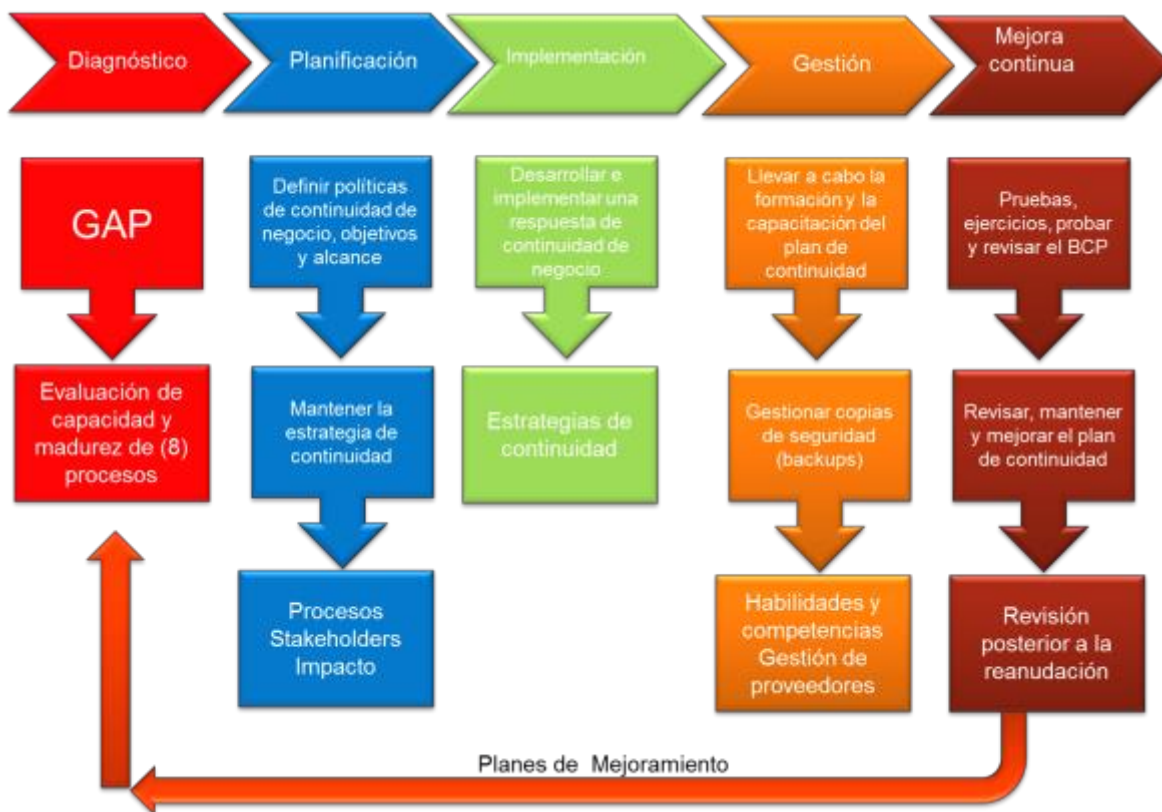 Diagnóstico
Planificación
Implementación
Gestión
Mejora
continua
GAP
Definir políticas
de continuidad de
negocio, objetivos
y alcance
Desarrollar e
implementar una
respuesta de
continuidad de
negocio
Llevar a cabo la
formación y la
capacitación del
plan de
continuidad
Pruebas,
ejercicios, probar
y revisar el BCP
Evaluación de
capacidad y
madurez de (8)
procesos
Mantener la
estrategia de
continuidad
Estrategias de
continuidad
Gestionar copias
de seguridad
(backups)
Revisar, mantener
y mejorar el plan
de continuidad
Procesos
Stakeholders
Impacto
Habilidades y
competencias
Gestión de
proveedores
Revisión
posterior a la
reanudación
Planes de Mejoramiento